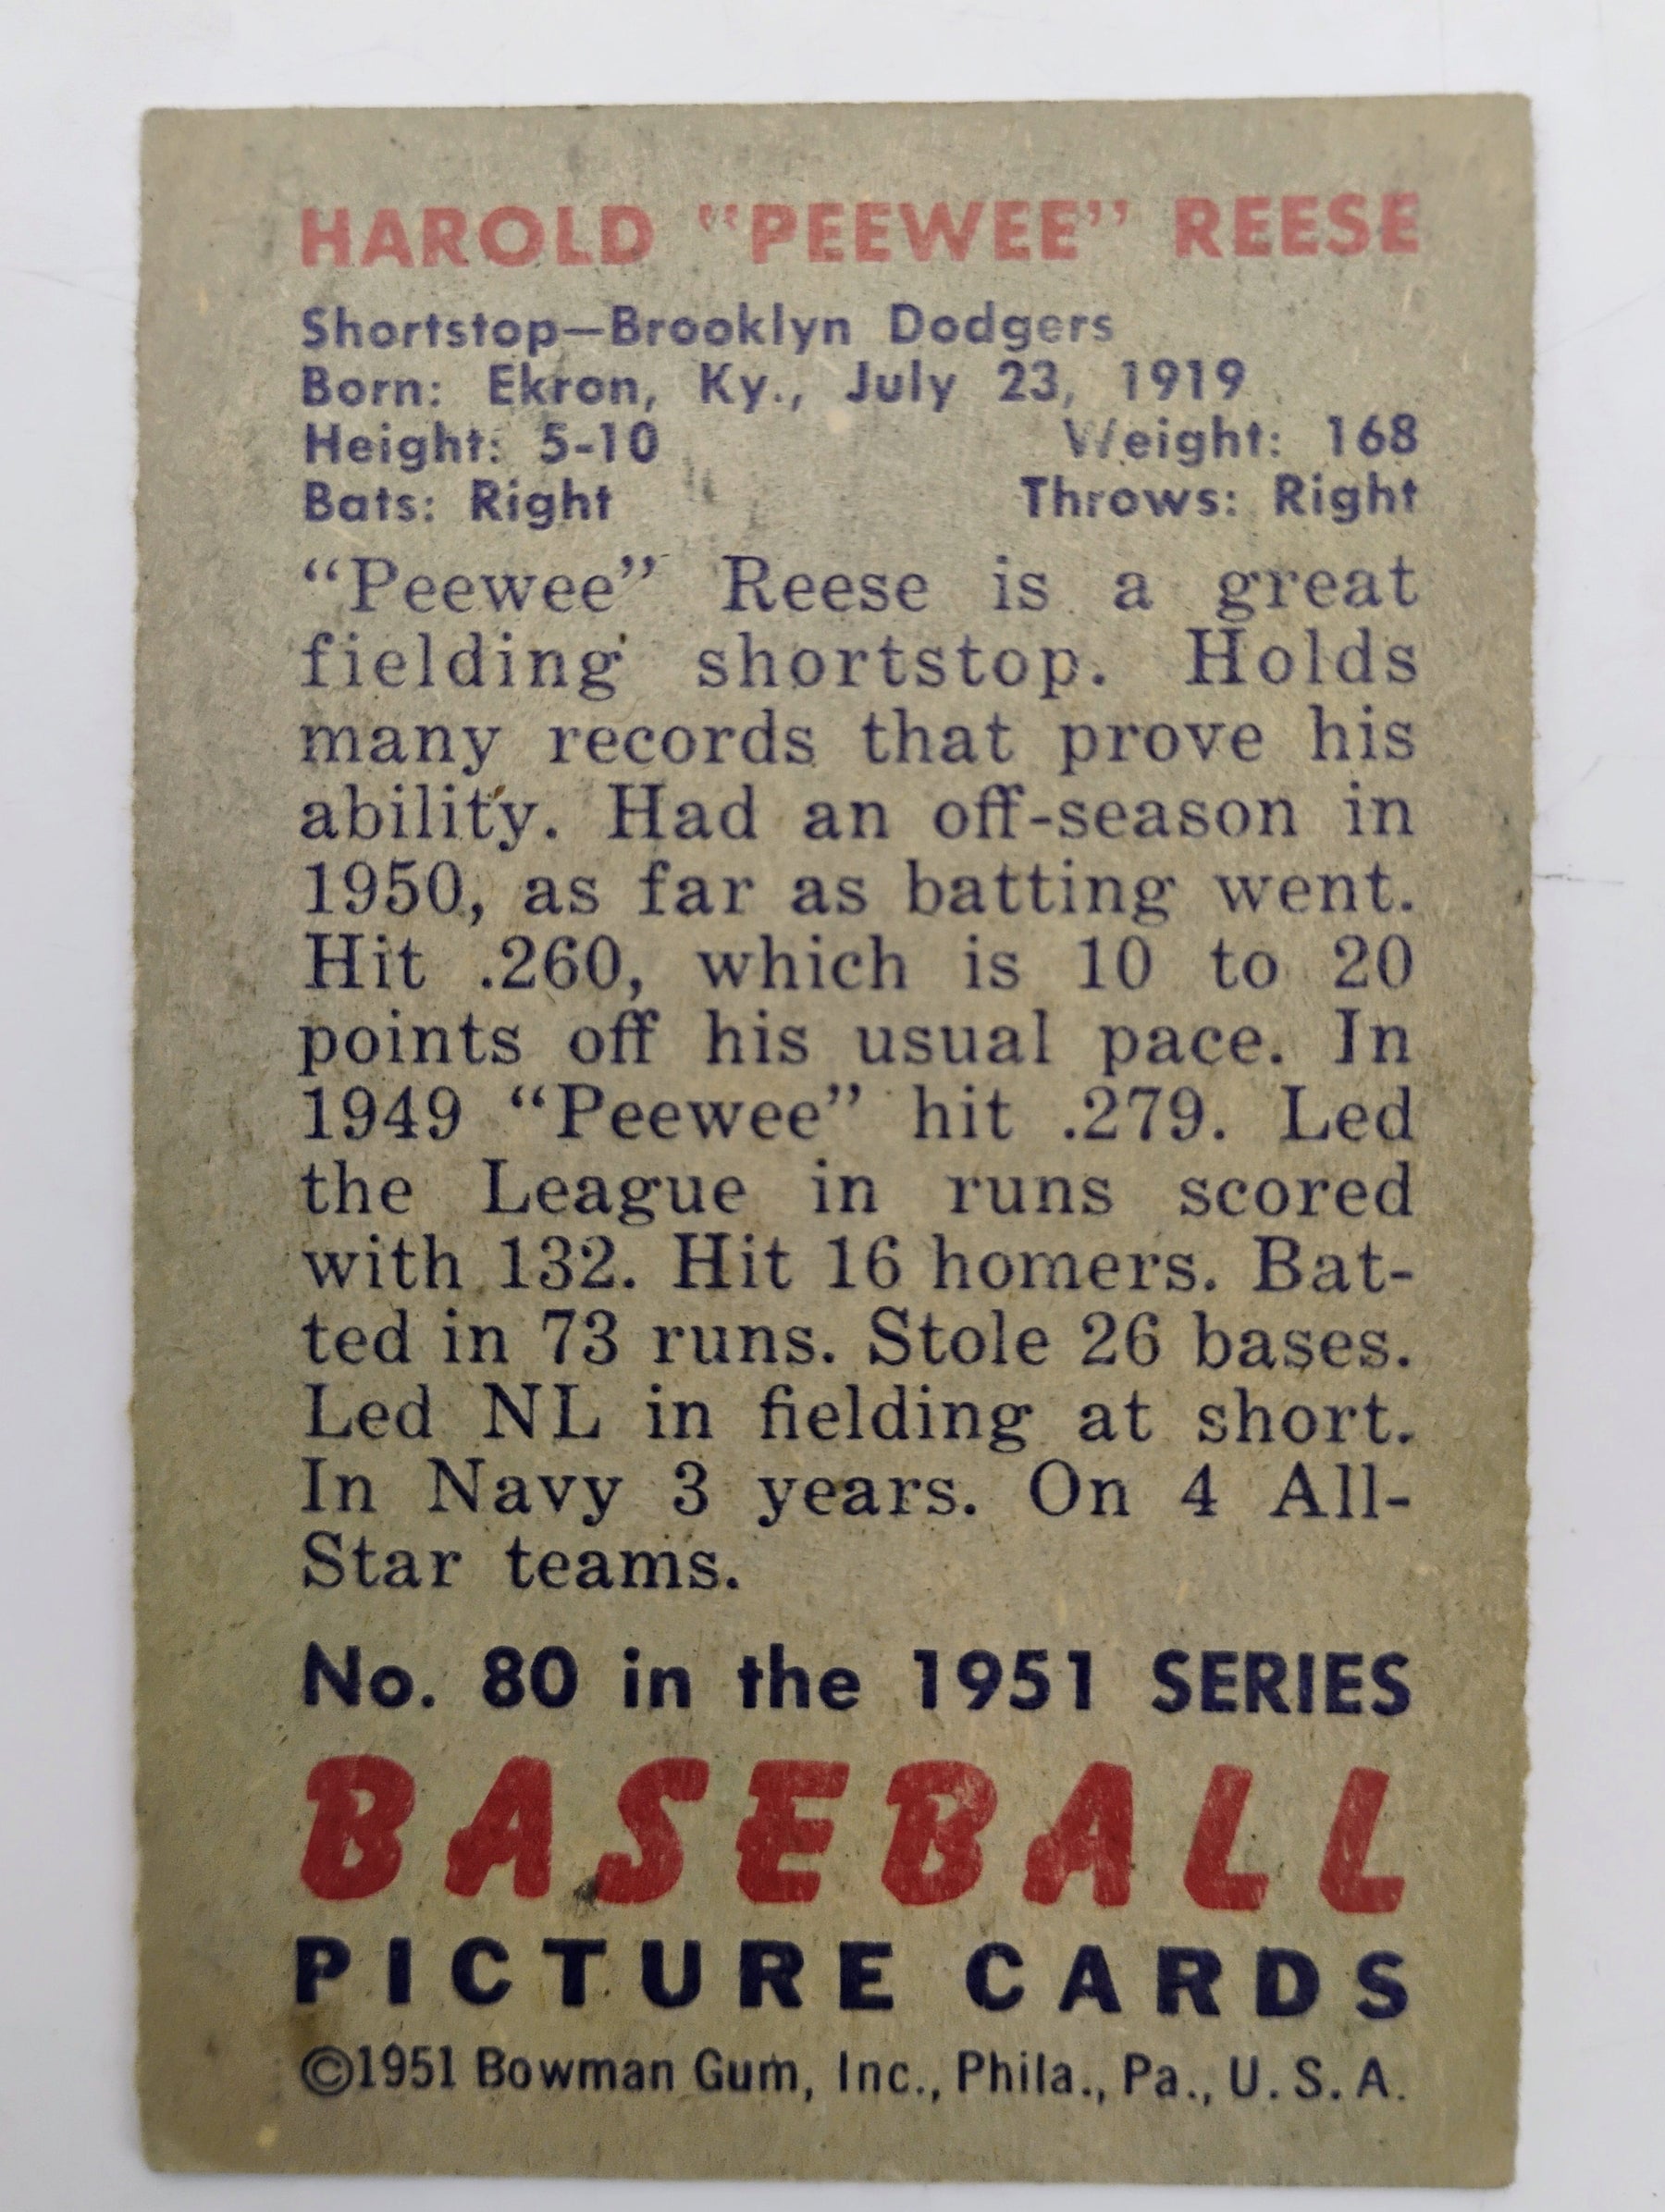 HAROLD "PEEWEE" REESE
Shortstop—Brooklyn Dodgers
Born: Ekron, Ky., July 23, 1919
Height: 5-10 Weight: 168
Bats: Right Throws: Right
"Peewee" Reese is a great
fielding shortstop. Holds
many records that prove his
ability. Had an off-season in
1950, as far as batting went.
Hit .260, which is 10 to 20
points off his usual pace. In
1949 "Peewee" hit .279. Led
the League in runs scored
with 132. Hit 16 homers. Bat-
ted in 73 runs. Stole 26 bases.
Led NL in fielding at short.
In Navy 3 years. On 4 All-
Star teams.
No. 80 in the 1951 SERIES
BASEBALL
PICTURE CARDS
©1951 Bowman Gum, Inc., Phila., Pa., U.S.A.